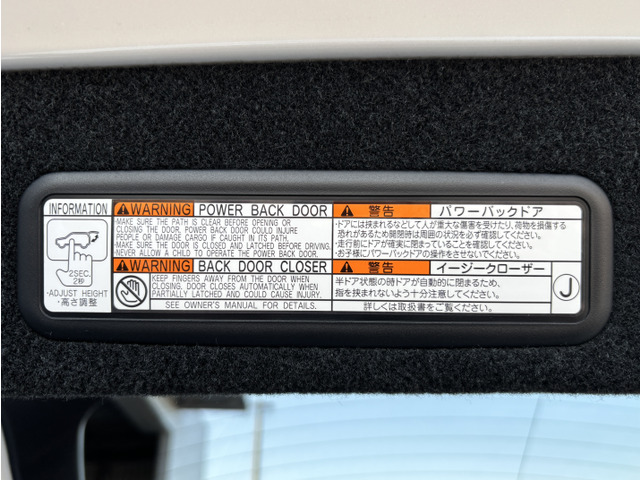 INFORMATION
2SEC.
2秒
・ADJUST HEIGHT
・高さ調整
WARNING POWER BACK DOOR
・MAKE SURE THE PATH IS CLEAR BEFORE OPENING OR
CLOSING THE DOOR. POWER BACK DOOR COULD INJURE
PEOPLE OR DAMAGE CARGO IF CAUGHT IN ITS PATH.
・MAKE SURE THE DOOR IS CLOSED AND LATCHED BEFORE DRIVING.
・NEVER ALLOW A CHILD TO OPERATE THE POWER BACK DOOR.
WARNING BACK DOOR CLOSER
KEEP FINGERS AWAY FROM THE DOOR WHEN
CLOSING. DOOR CLOSES AUTOMATICALLY WHEN
PARTIALLY LATCHED AND COULD CAUSE INJURY.
SEE OWNER'S MANUAL FOR DETAILS.
警告 パワーバックドア
・ドアには挟まれるなどして人が重大な傷害を受けたり、荷物を損傷する
恐れがあるため開閉時は周囲の状況を必ず確認してください。
・走行前にドアが確実に閉まっていることを確認してください。
・お子様にパワーバックドアの操作をさせないでください。
警告 イージークローザー
半ドア状態の時ドアが自動的に閉まるため、
指を挟まれないよう十分注意してください。
詳しくは取扱書をご覧ください。
J